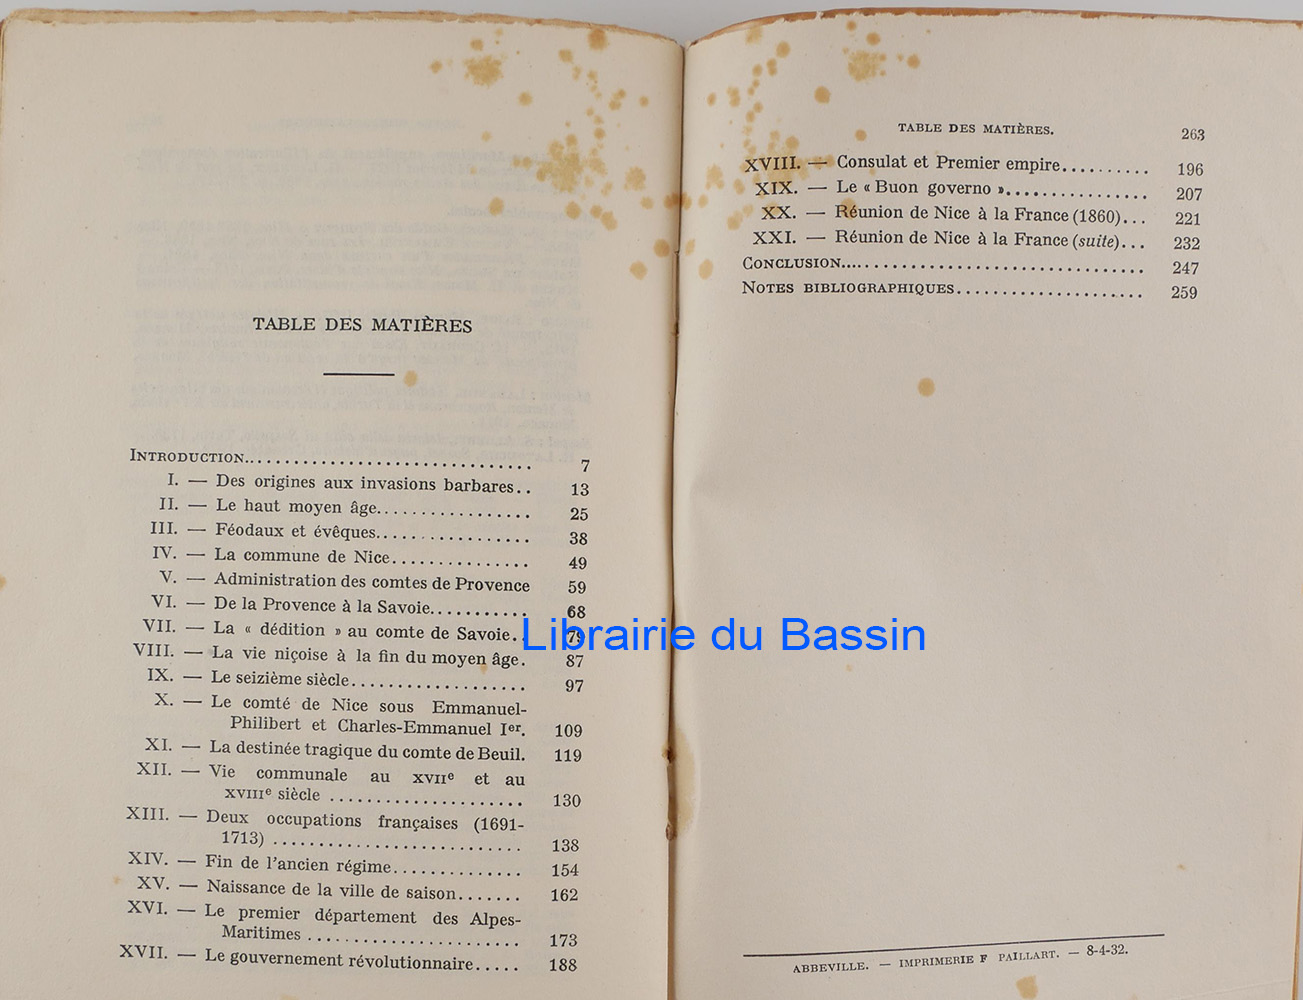 TABLE DES MATIÈRES
INTRODUCTION................................. 7
I. — Des origines aux invasions barbares.. 13
II. — Le haut moyen âge................. 25
III. — Féodaux et évêques................. 38
IV. — La commune de Nice............... 49
V. — Administration des comtes de Provence 59
VI. — De la Provence à la Savoie........... 68
VII. — La « dédition » au comte de Savoie.. 79
VIII. — La vie niçoise à la fin du moyen âge. 87
IX. — Le seizième siècle................... 97
X. — Le comté de Nice sous Emmanuel-
Philibert et Charles-Emmanuel Ier. 109
XI. — La destinée tragique du comte de Beuil. 119
XII. — Vie communale au XVIIe et au
XVIIIe siècle ..................... 130
XIII. — Deux occupations françaises (1691-
1713) ........................... 138
XIV. — Fin de l'ancien régime.............. 154
XV. — Naissance de la ville de saison....... 162
XVI. — Le premier département des Alpes-
Maritimes ....................... 173
XVII. — Le gouvernement révolutionnaire..... 188
Librairie du Bassin
TABLE DES MATIÈRES. 263
XVIII. — Consulat et Premier empire.......... 196
XIX. — Le « Buon governo »................ 207
XX. — Réunion de Nice à la France (1860)... 221
XXI. — Réunion de Nice à la France (suite)... 232
CONCLUSION.................................. 247
NOTES BIBLIOGRAPHIQUES...................... 259
ABBEVILLE. — IMPRIMERIE F PAILLART. — 8-4-32.